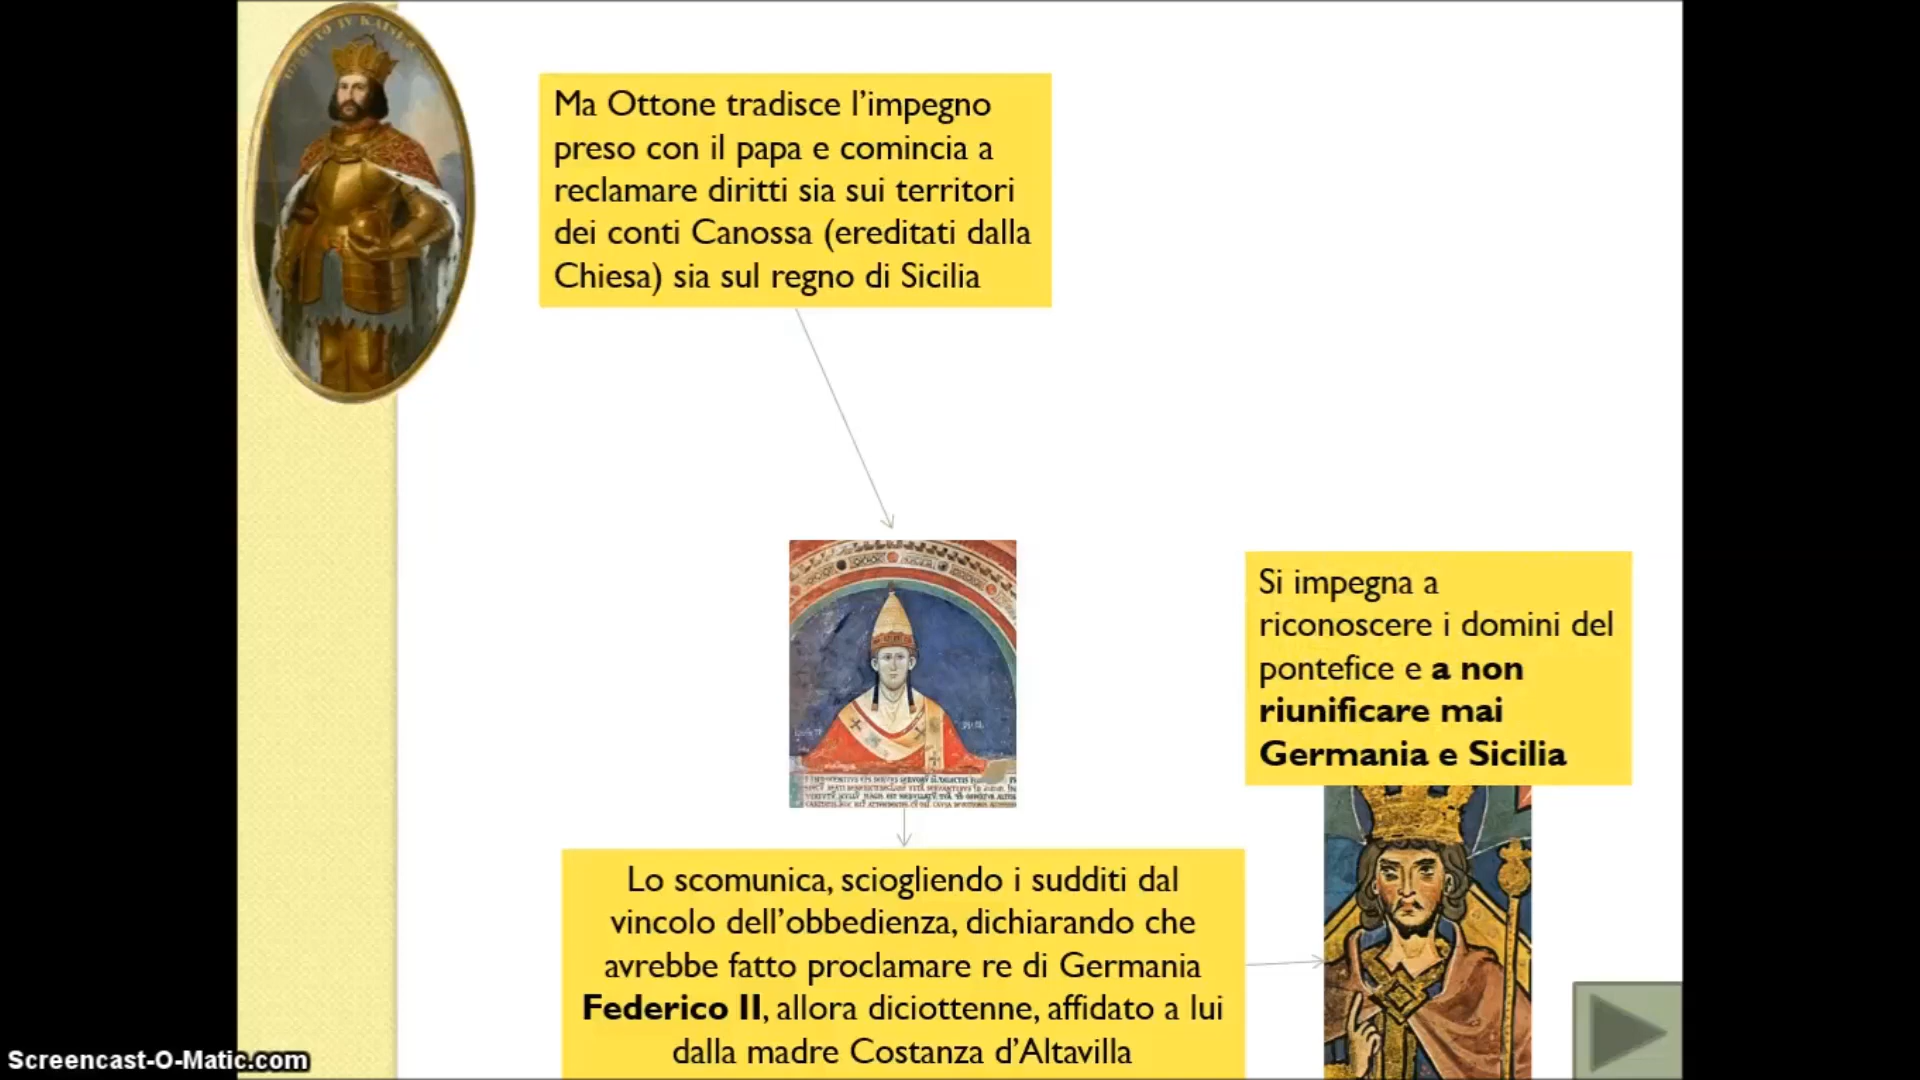 OTTO IV KAISER
Ma Ottone tradisce l’impegno
preso con il papa e comincia a
reclamare diritti sia sui territori
dei conti Canossa (ereditati dalla
Chiesa) sia sul regno di Sicilia
Si impegna a
riconoscere i domini del
pontefice e a non
riunificare mai
Germania e Sicilia
Lo scomunica, sciogliendo i sudditi dal
vincolo dell’obbedienza, dichiarando che
avrebbe fatto proclamare re di Germania
Federico II, allora diciottenne, affidato a lui
dalla madre Costanza d’Altavilla
Screencast-O-Matic.com